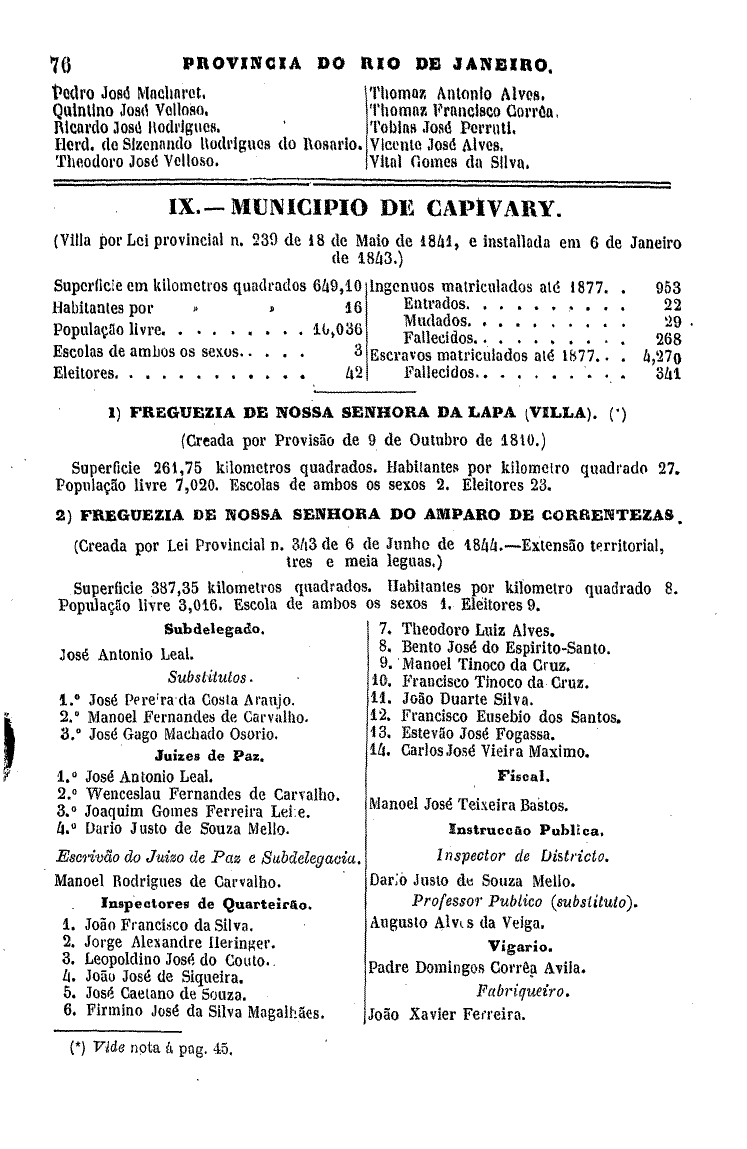 76 PROVINCIA DO RIO DE JANEIRO.
Pedro José Macharet.
Quintino José Velloso.
Ricardo José Rodrigues.
Herd. de Sizenando Rodrigues do Rosario.
Theodoro José Velloso.
Thomaz Antonio Alves.
Thomaz Francisco Corrêa.
Tobias José Perruti.
Vicente José Alves.
Vital Gomes da Silva.
IX.—MUNICIPIO DE CAPIVARY.
(Villa por Lei provincial n. 239 de 18 de Maio de 1841, e installada em 6 de Janeiro
de 1843.)
Superficie em kilometros quadrados 649,10
Habitantes por » » 16
População livre. . . . . . . . . 10,036
Escolas de ambos os sexos. . . . . 3
Eleitores. . . . . . . . . . . . 42
Ingenuos matriculados até 1877. . 953
Entrados. . . . . . . . . 22
Mudados. . . . . . . . . 29
Fallecidos. . . . . . . . . 268
Escravos matriculados até 1877. . . 4,270
Fallecidos. . . . . . . . . 341
1) FREGUEZIA DE NOSSA SENHORA DA LAPA (VILLA). (*)
(Creada por Provisão de 9 de Outubro de 1810.)
Superficie 261,75 kilometros quadrados. Habitantes por kilometro quadrado 27.
População livre 7,020. Escolas de ambos os sexos 2. Eleitores 23.
2) FREGUEZIA DE NOSSA SENHORA DO AMPARO DE CORRENTEZAS.
(Creada por Lei Provincial n. 343 de 6 de Junho de 1844.—Extensão territorial,
tres e meia leguas.)
Superficie 387,35 kilometros quadrados. Habitantes por kilometro quadrado 8.
População livre 3,016. Escola de ambos os sexos 1. Eleitores 9.
Subdelegado.
José Antonio Leal.
Substitutos.
1.º José Pereira da Costa Araujo.
2.º Manoel Fernandes de Carvalho.
3.º José Gago Machado Osorio.
Juizes de Paz.
1.º José Antonio Leal.
2.º Wenceslau Fernandes de Carvalho.
3.º Joaquim Gomes Ferreira Leite.
4.º Dario Justo de Souza Mello.
Escrivão do Juizo de Paz e Subdelegacia.
Manoel Rodrigues de Carvalho.
Inspectores de Quarteirão.
1. João Francisco da Silva.
2. Jorge Alexandre Heringer.
3. Leopoldino José do Couto.
4. João José de Siqueira.
5. José Caetano de Souza.
6. Firmino José da Silva Magalhães.
7. Theodoro Luiz Alves.
8. Bento José do Espirito-Santo.
9. Manoel Tinoco da Cruz.
10. Francisco Tinoco da Cruz.
11. João Duarte Silva.
12. Francisco Eusebio dos Santos.
13. Estevão José Fogassa.
14. Carlos José Vieira Maximo.
Fiscal.
Manoel José Teixeira Bastos.
Instrucção Publica.
Inspector de Districto.
Dario Justo de Souza Mello.
Professor Publico (substituto).
Augusto Alves da Veiga.
Vigario.
Padre Domingos Corrêa Avila.
Fabriqueiro.
João Xavier Ferreira.
(*) Vide nota á pag. 45.